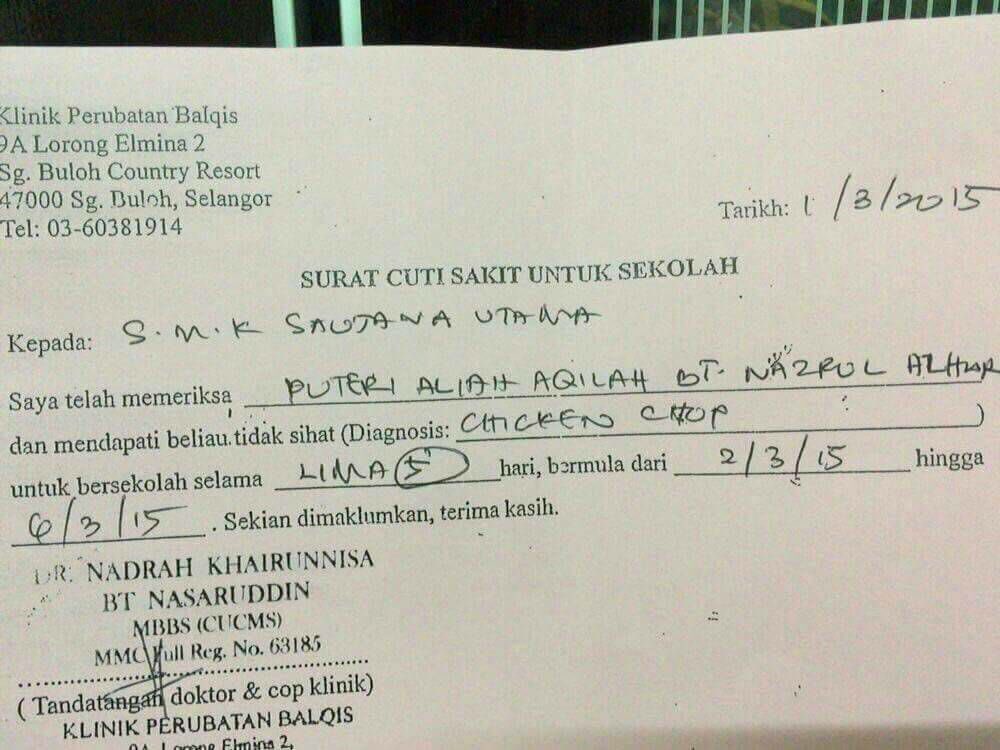 Klinik Perubatan Balqis
9A Lorong Elmina 2
Sg. Buloh Country Resort
47000 Sg. Buloh, Selangor
Tel: 03-60381914
Tarikh: 1/3/2015
SURAT CUTI SAKIT UNTUK SEKOLAH
Kepada: S.M.K SAUJANA UTAMA
Saya telah memeriksa PUTERI ALIAH AQILAH BT. NAZRUL
dan mendapati beliau tidak sihat (Diagnosis: CHICKEN CHOP )
untuk bersekolah selama LIMA (5) hari, bermula dari 2/3/15 hingga
6/3/15 . Sekian dimaklumkan, terima kasih.
DR. NADRAH KHAIRUNNISA
BT NASARUDDIN
MBBS (CUCMS)
MMC Full Reg. No. 63185
( Tandatangan doktor & cop klinik)
KLINIK PERUBATAN BALQIS
9A, Lorong Elmina 2,